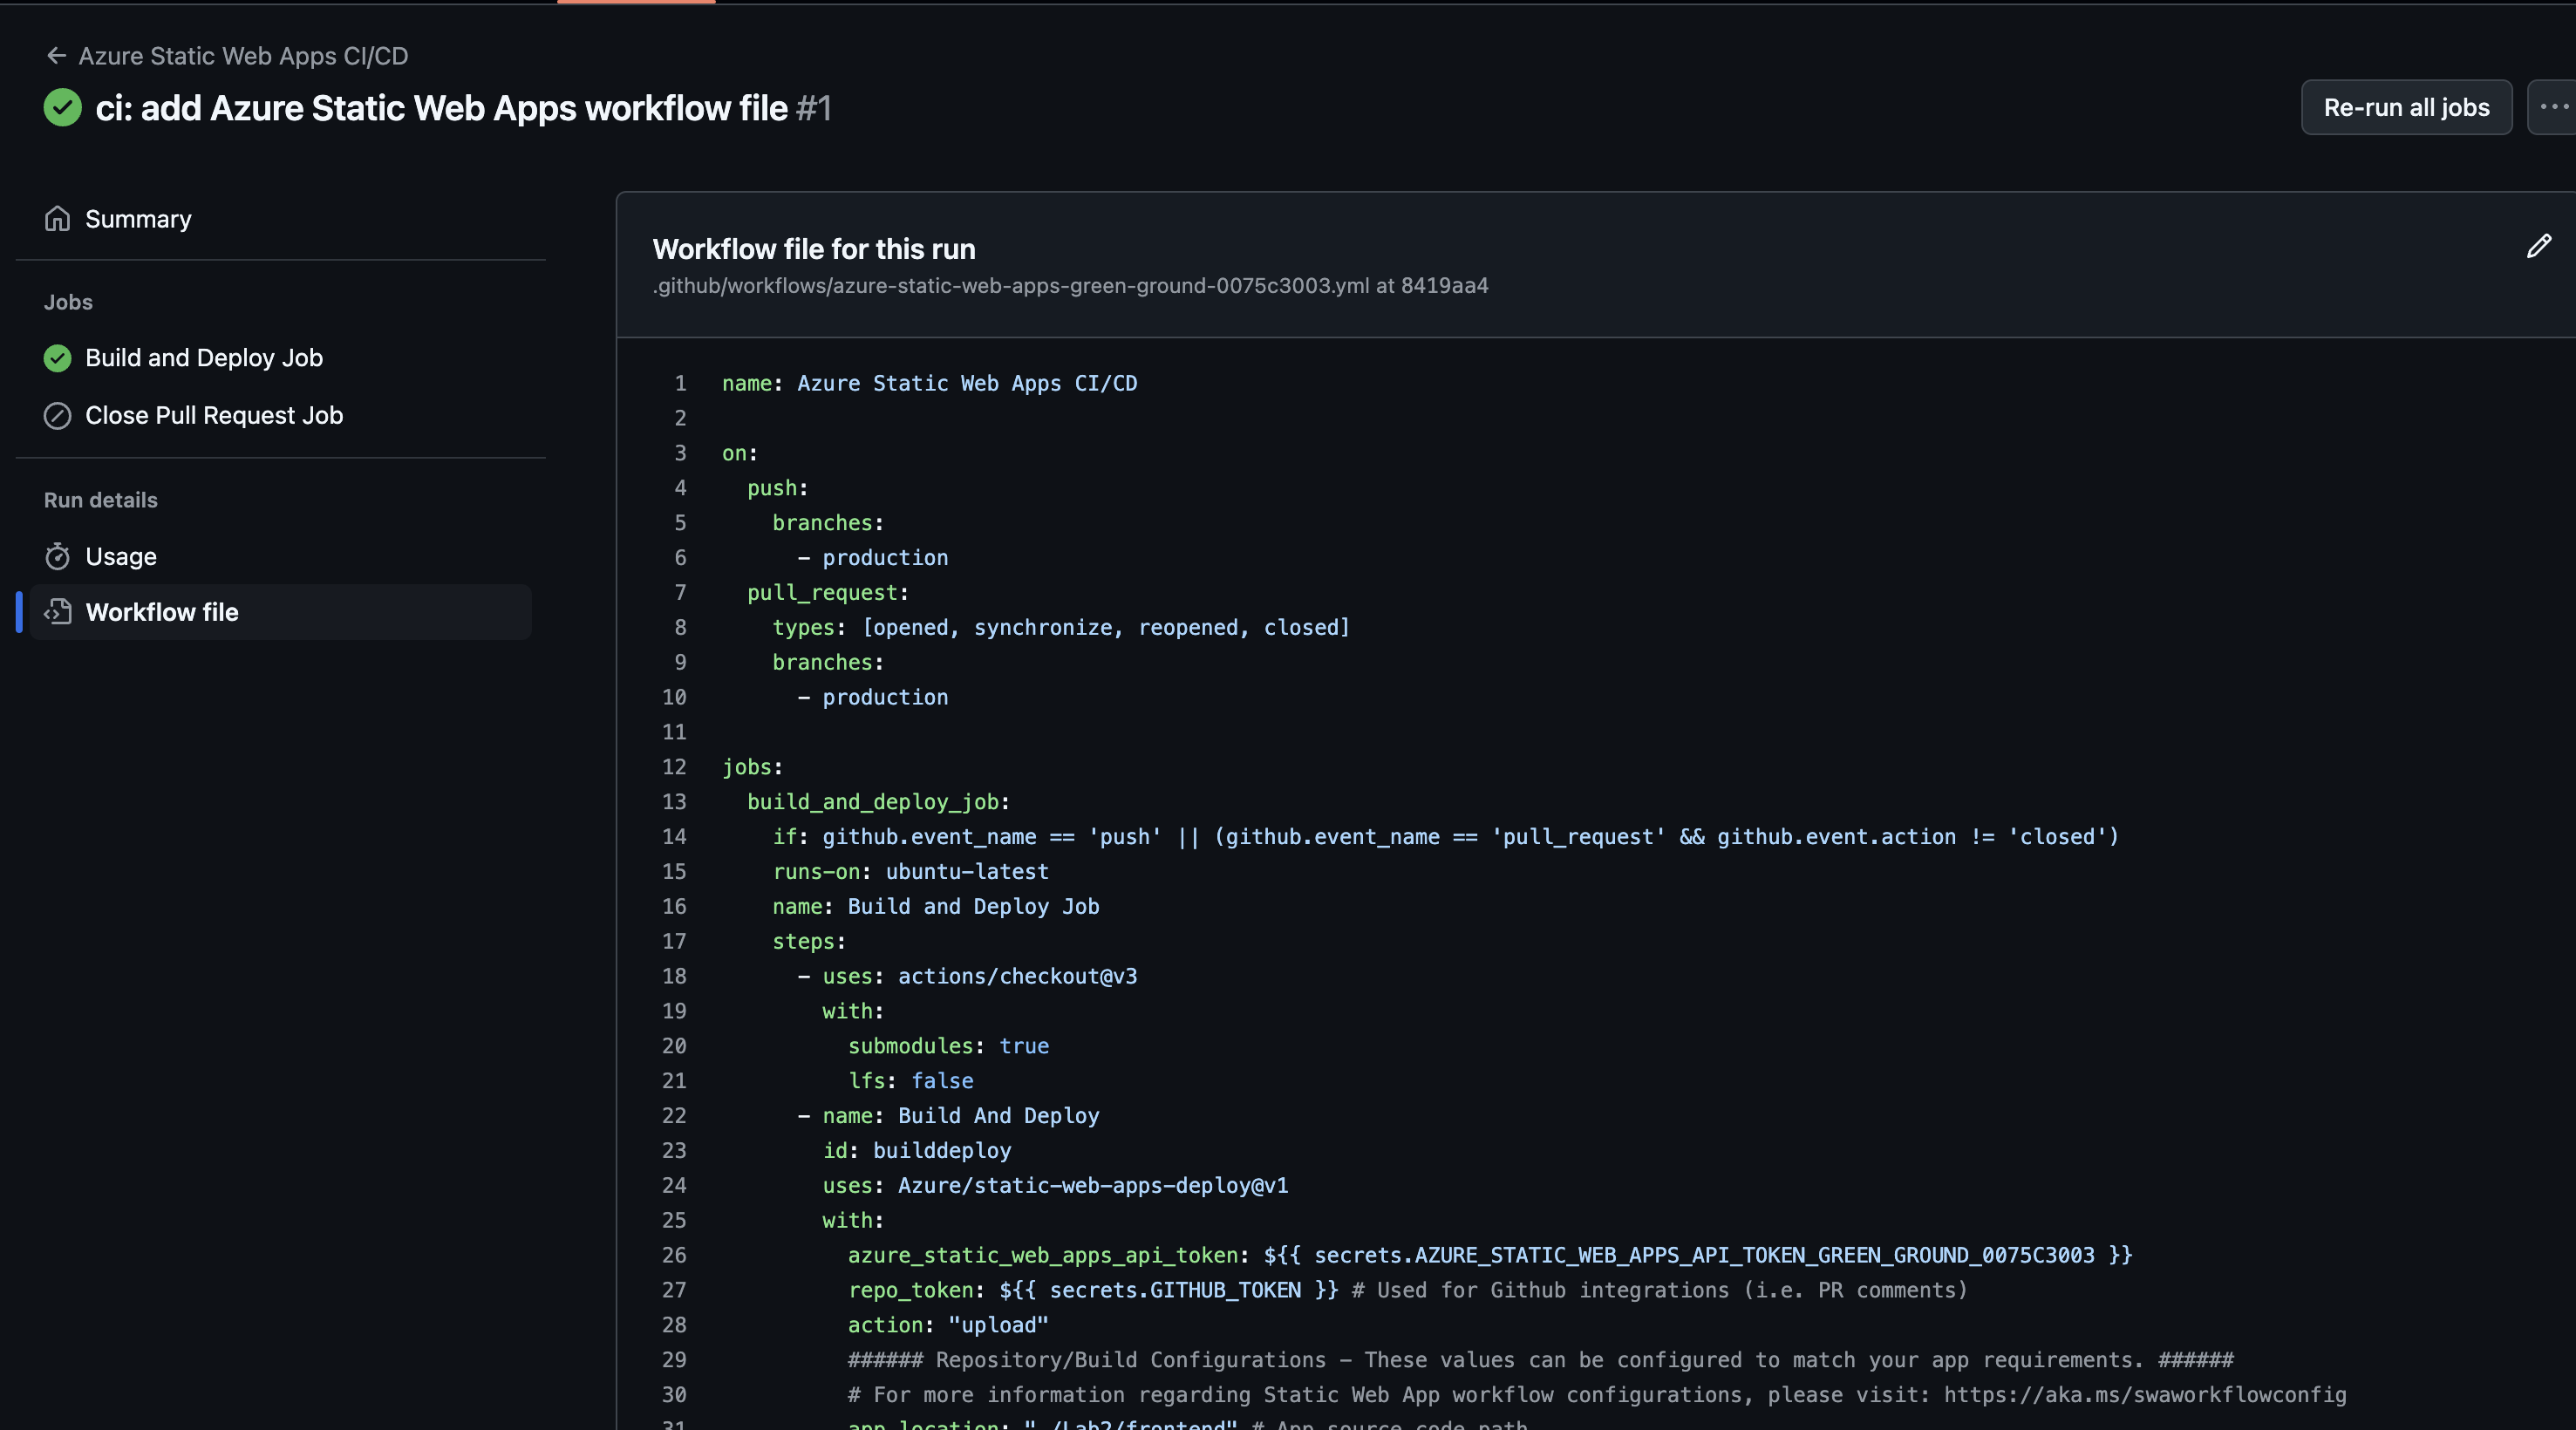 Azure Static Web Apps CI/CD
ci: add Azure Static Web Apps workflow file #1
Re-run all jobs
Summary
Jobs
Build and Deploy Job
Close Pull Request Job
Run details
Usage
Workflow file
Workflow file for this run
.github/workflows/azure-static-web-apps-green-ground-0075c3003.yml at 8419aa4
1 name: Azure Static Web Apps CI/CD
2
3 on:
4 push:
5 branches:
6 - production
7 pull_request:
8 types: [opened, synchronize, reopened, closed]
9 branches:
10 - production
11
12 jobs:
13 build_and_deploy_job:
14 if: github.event_name == 'push' || (github.event_name == 'pull_request' && github.event.action != 'closed')
15 runs-on: ubuntu-latest
16 name: Build and Deploy Job
17 steps:
18 - uses: actions/checkout@v3
19 with:
20 submodules: true
21 lfs: false
22 - name: Build And Deploy
23 id: builddeploy
24 uses: Azure/static-web-apps-deploy@v1
25 with:
26 azure_static_web_apps_api_token: ${{ secrets.AZURE_STATIC_WEB_APPS_API_TOKEN_GREEN_GROUND_0075C3003 }}
27 repo_token: ${{ secrets.GITHUB_TOKEN }} # Used for Github integrations (i.e. PR comments)
28 action: "upload"
29 ###### Repository/Build Configurations - These values can be configured to match your app requirements. ######
30 # For more information regarding Static Web App workflow configurations, please visit: https://aka.ms/swaworkflowconfig
31 app_location: "./Lab2/frontend" # App source code path